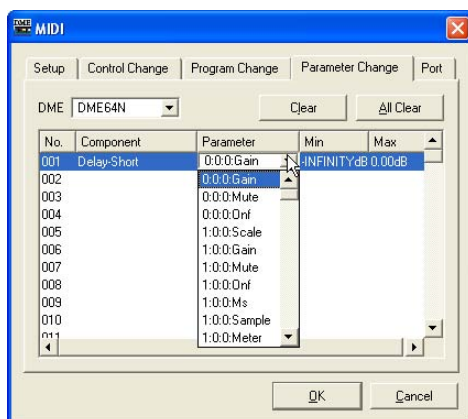 DME MIDI
Setup Control Change Program Change Parameter Change Port
DME DME64N Clear All Clear
No. Component Parameter Min Max
001 Delay-Short 0:0:0:Gain -INFINITYdB 0.00dB
002 0:0:0:Gain
003 0:0:0:Mute
004 0:0:0:Onf
005 1:0:0:Scale
006 1:0:0:Gain
007 1:0:0:Mute
008 1:0:0:Onf
009 1:0:0:Ms
010 1:0:0:Sample
011 1:0:0:Meter
OK Cancel